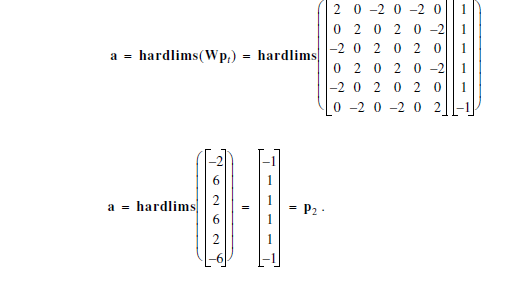 2 0 –2 0 –2 0 1
0 2 0 2 0 –2 1
a = hardlims(Wp_t) = hardlims –2 0 2 0 2 0 1
0 2 0 2 0 –2 1
–2 0 2 0 2 0 1
0 –2 0 –2 0 2 –1
–2 –1
6 1
2 1
a = hardlims = = p₂ .
6 1
2 1
–6 –1